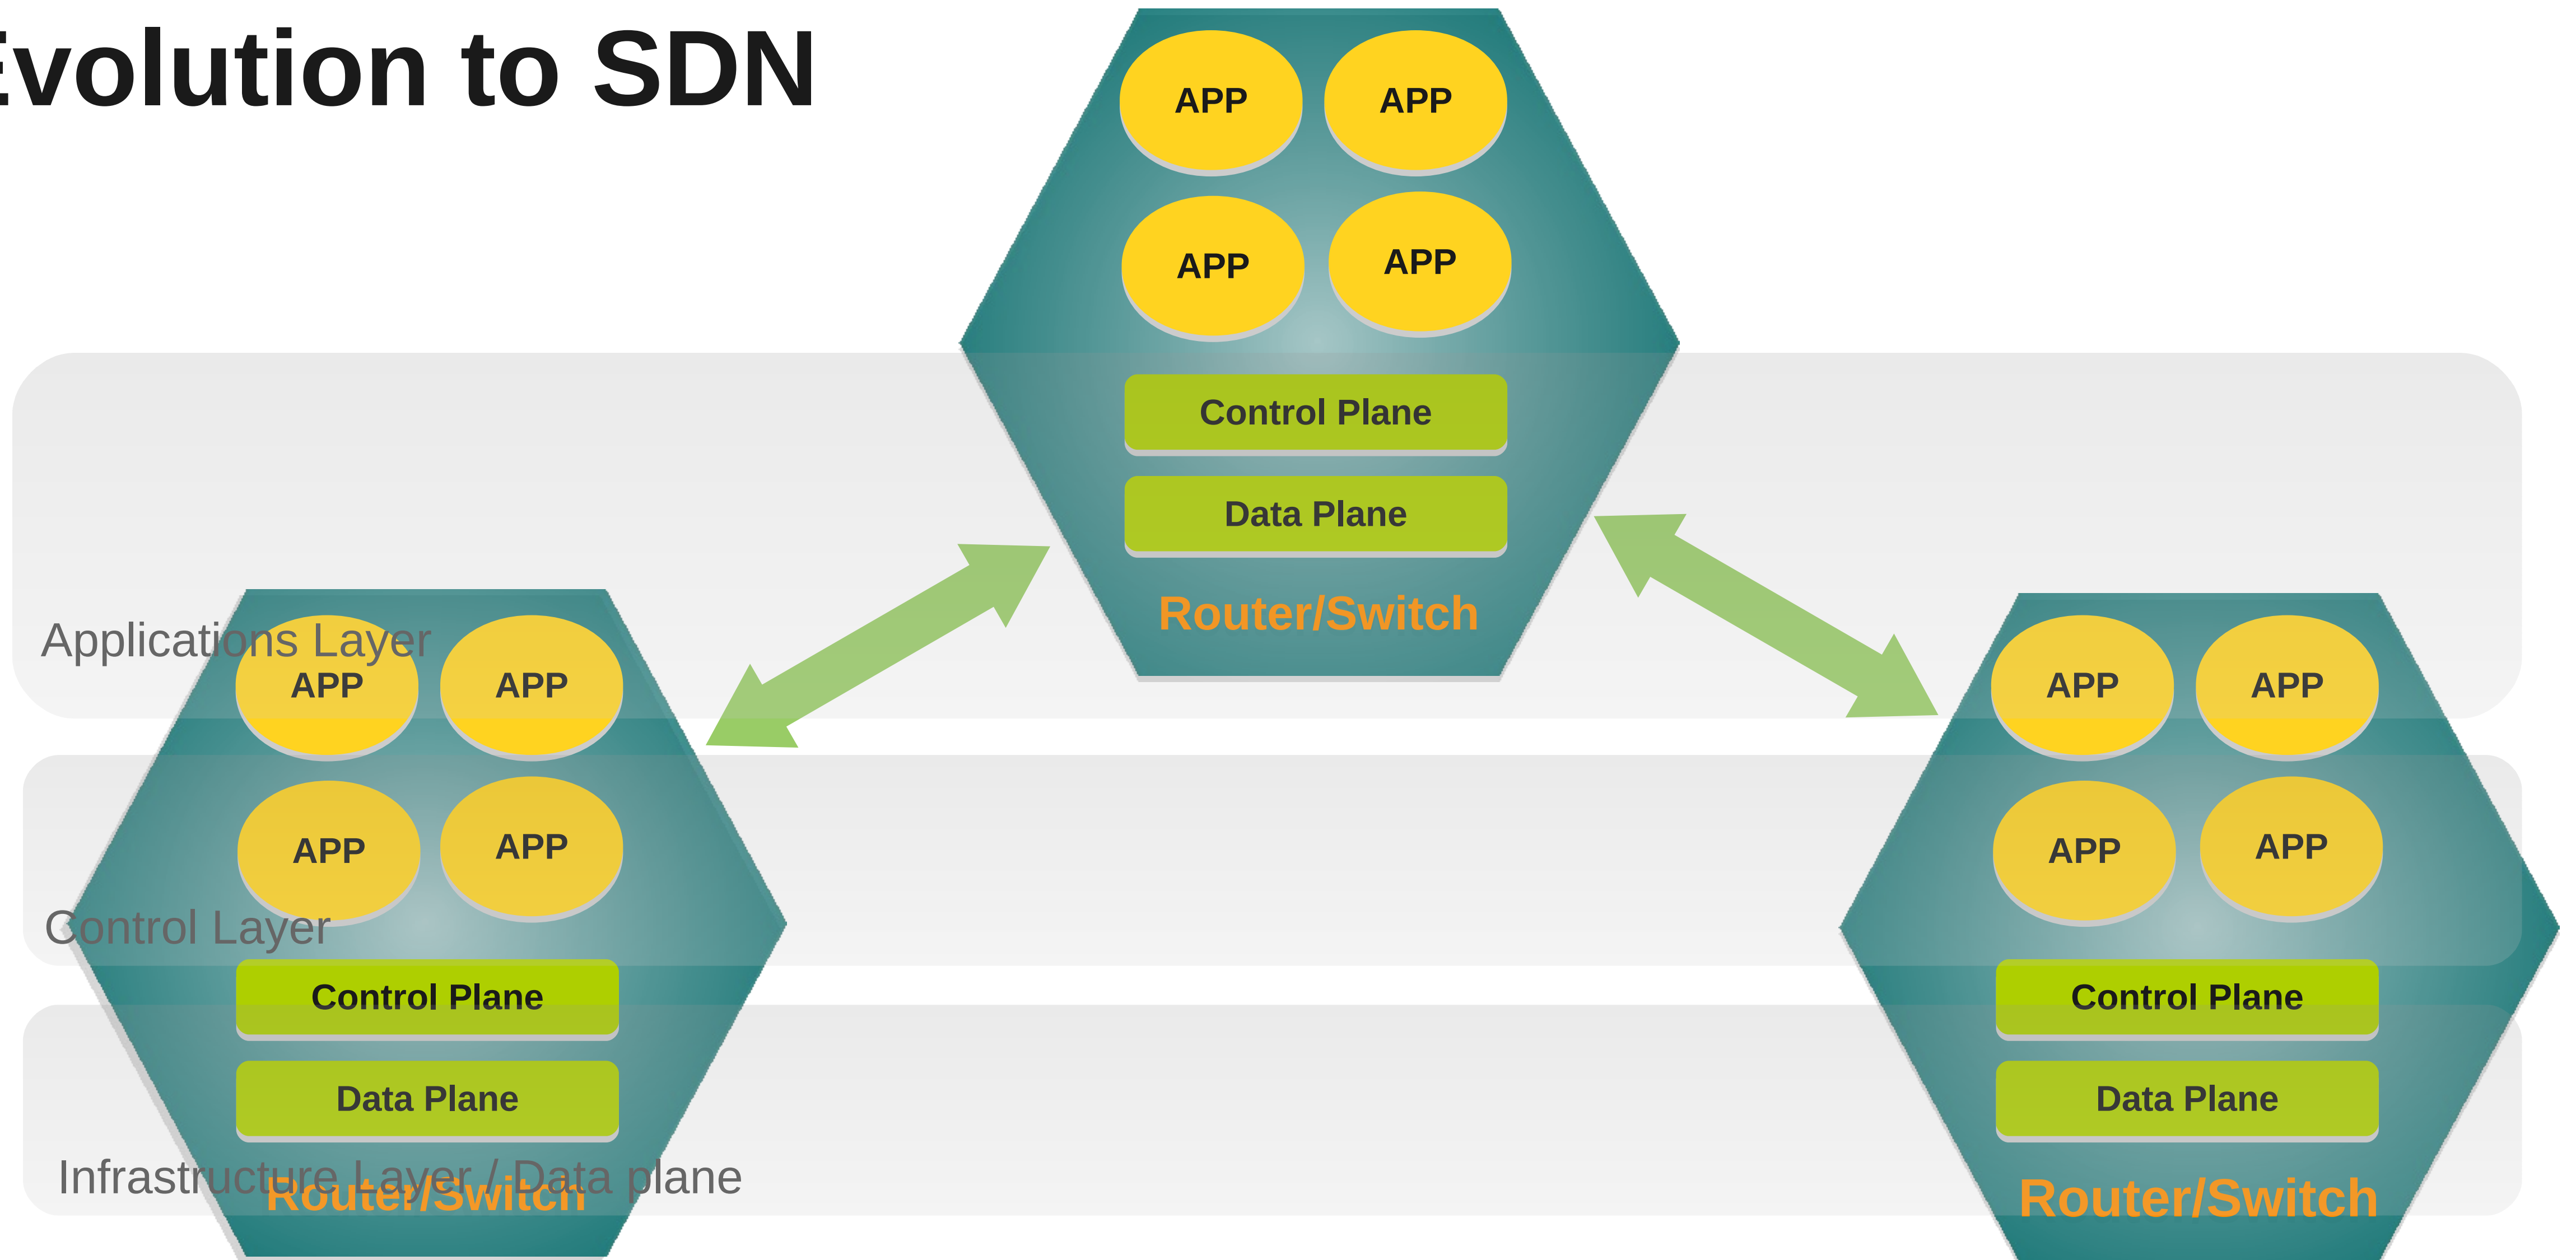 Evolution to SDN
APP
APP
APP
APP
Control Plane
Data Plane
Router/Switch
Applications Layer
APP
APP
APP
APP
Control Layer
Control Plane
Data Plane
Infrastructure Layer / Data plane
Router/Switch
APP
APP
APP
APP
Control Plane
Data Plane
Router/Switch